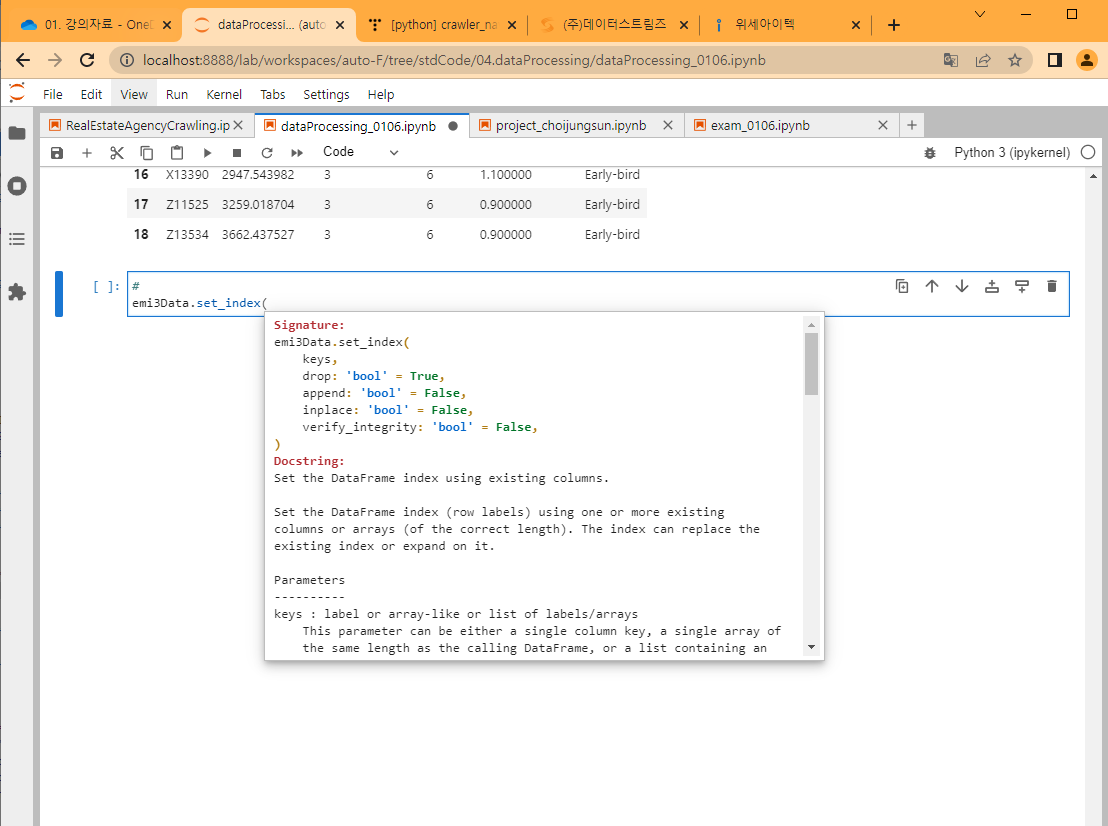 01. 강의자료 - OneD
dataProcessi... (auto
[python] crawler_na
(주)데이터스트림즈
위세아이텍
localhost:8888/lab/workspaces/auto-F/tree/stdCode/04.dataProcessing/dataProcessing_0106.ipynb
File Edit View Run Kernel Tabs Settings Help
RealEstateAgencyCrawling.ip
dataProcessing_0106.ipynb
project_choijungsun.ipynb
exam_0106.ipynb
Code
Python 3 (ipykernel)
16 X13390 2947.543982 3 6 1.100000 Early-bird
17 Z11525 3259.018704 3 6 0.900000 Early-bird
18 Z13534 3662.437527 3 6 0.900000 Early-bird
[ ]: #
emi3Data.set_index(
Signature:
emi3Data.set_index(
    keys,
    drop: 'bool' = True,
    append: 'bool' = False,
    inplace: 'bool' = False,
    verify_integrity: 'bool' = False,
)
Docstring:
Set the DataFrame index using existing columns.
Set the DataFrame index (row labels) using one or more existing
columns or arrays (of the correct length). The index can replace the
existing index or expand on it.
Parameters
----------
keys : label or array-like or list of labels/arrays
    This parameter can be either a single column key, a single array of
    the same length as the calling DataFrame, or a list containing an